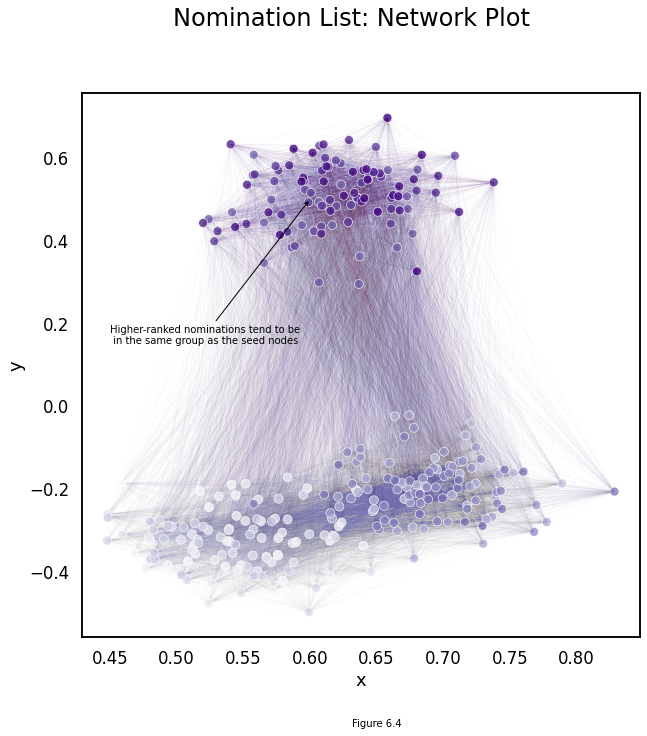 Nomination List: Network Plot
0.6
0.4
0.2
0.0
−0.2
−0.4
y
Higher-ranked nominations tend to be
in the same group as the seed nodes
0.45 0.50 0.55 0.60 0.65 0.70 0.75 0.80
x
Figure 6.4